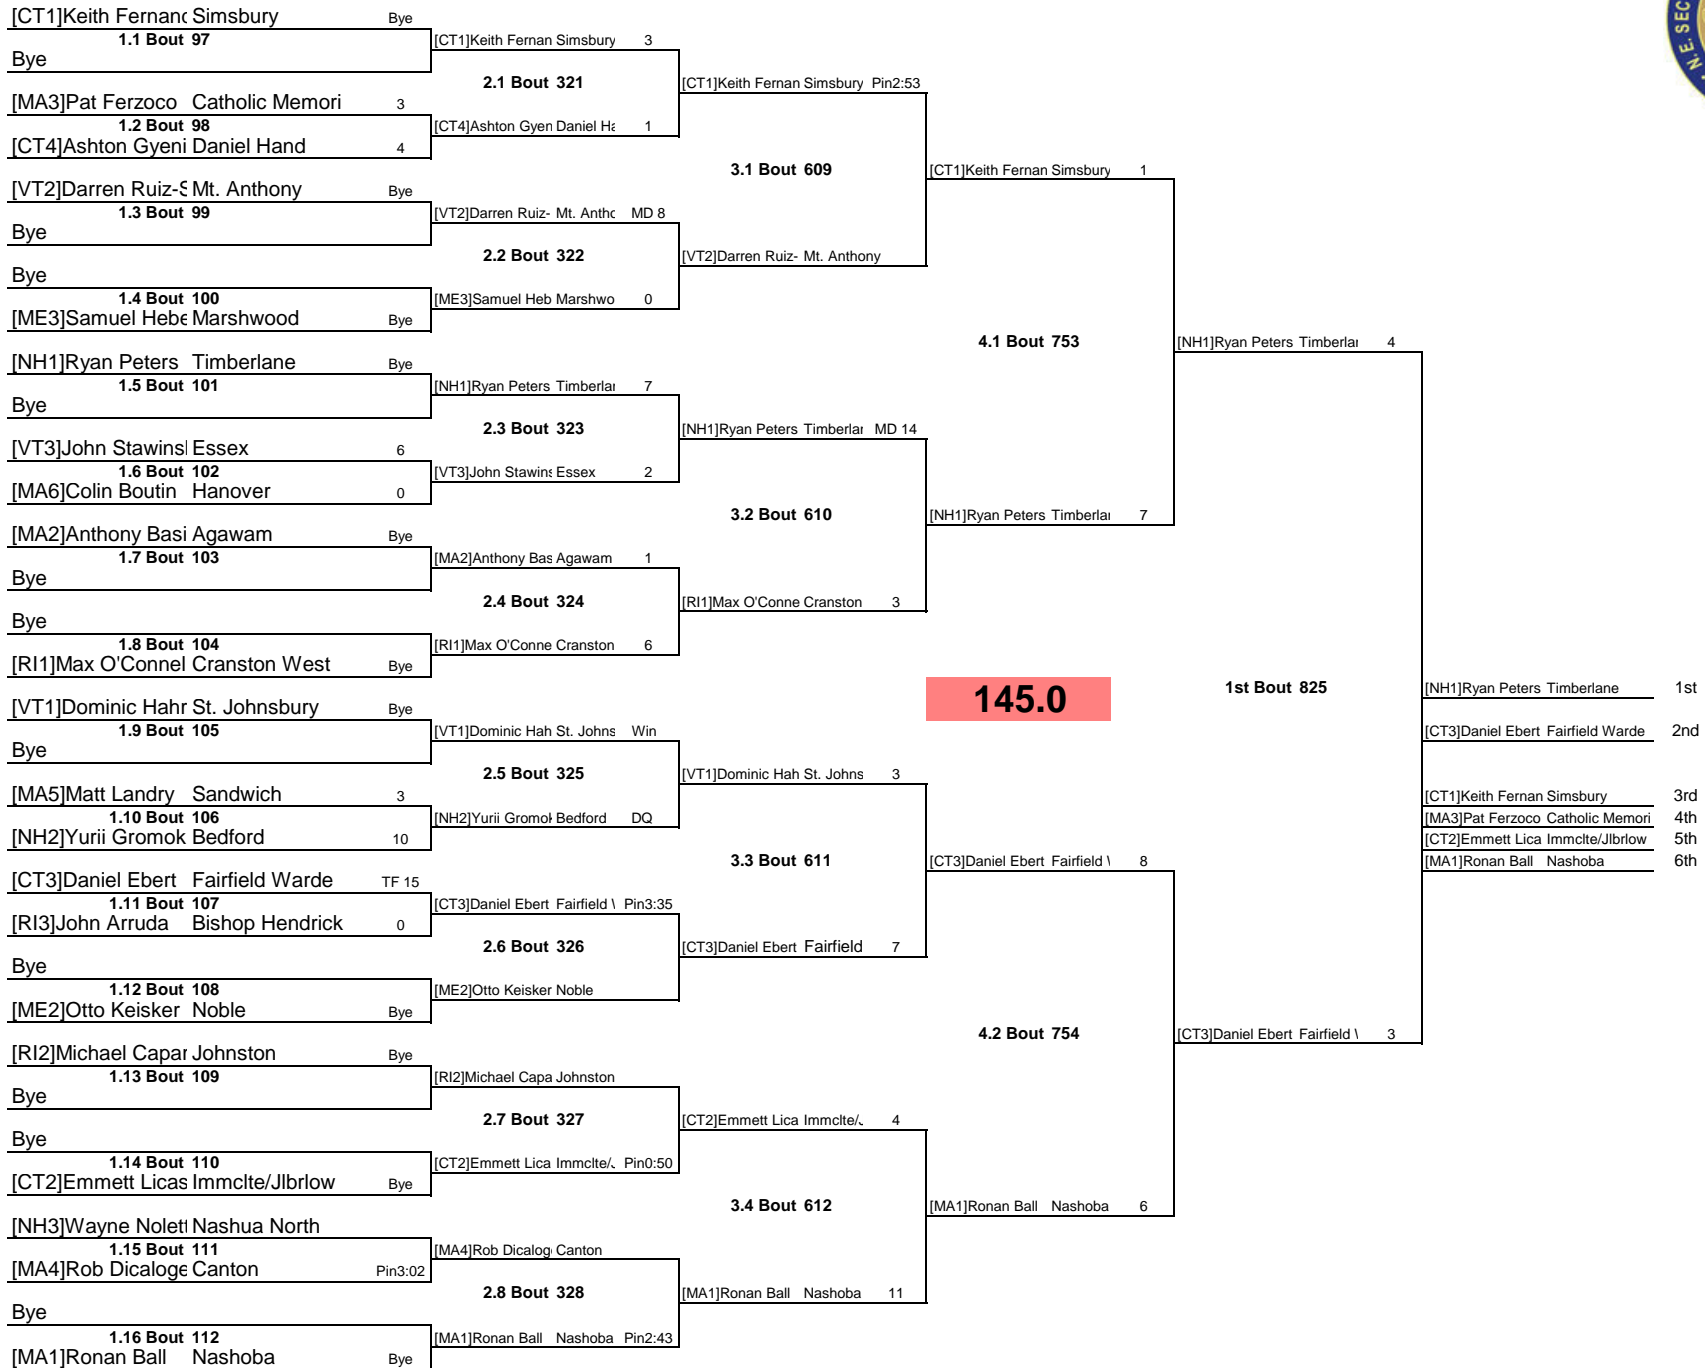 [CT1]Keith Fernanc Simsbury Bye
1.1 Bout 97
Bye
[MA3]Pat Ferzoco Catholic Memori 3
1.2 Bout 98
[CT4]Ashton Gyeni Daniel Hand 4
[VT2]Darren Ruiz-S Mt. Anthony Bye
1.3 Bout 99
Bye
Bye
1.4 Bout 100
[ME3]Samuel Hebe Marshwood Bye
[NH1]Ryan Peters Timberlane Bye
1.5 Bout 101
Bye
[VT3]John Stawinsl Essex 6
1.6 Bout 102
[MA6]Colin Boutin Hanover 0
[MA2]Anthony Basi Agawam Bye
1.7 Bout 103
Bye
Bye
1.8 Bout 104
[RI1]Max O'Connel Cranston West Bye
[VT1]Dominic Hahr St. Johnsbury Bye
1.9 Bout 105
Bye
[MA5]Matt Landry Sandwich 3
1.10 Bout 106
[NH2]Yurii Gromok Bedford 10
[CT3]Daniel Ebert Fairfield Warde TF 15
1.11 Bout 107
[RI3]John Arruda Bishop Hendrick 0
Bye
1.12 Bout 108
[ME2]Otto Keisker Noble Bye
[RI2]Michael Capar Johnston Bye
1.13 Bout 109
Bye
Bye
1.14 Bout 110
[CT2]Emmett Licas Immclte/Jlbrlow Bye
[NH3]Wayne Nolett Nashua North
1.15 Bout 111
[MA4]Rob Dicaloge Canton Pin3:02
Bye
1.16 Bout 112
[MA1]Ronan Ball Nashoba Bye
[CT1]Keith Fernan Simsbury 3
2.1 Bout 321
[CT4]Ashton Gyen Daniel Ha 1
[VT2]Darren Ruiz- Mt. Anthc MD 8
2.2 Bout 322
[ME3]Samuel Heb Marshwo 0
[NH1]Ryan Peters Timberlar 7
2.3 Bout 323
[VT3]John Stawins Essex 2
[MA2]Anthony Bas Agawam 1
2.4 Bout 324
[RI1]Max O'Conne Cranston 6
[VT1]Dominic Hah St. Johns Win
2.5 Bout 325
[NH2]Yurii Gromol Bedford DQ
[CT3]Daniel Ebert Fairfield \ Pin3:35
2.6 Bout 326
[ME2]Otto Keisker Noble
[RI2]Michael Capa Johnston
2.7 Bout 327
[CT2]Emmett Lica Immclte/. Pin0:50
[MA4]Rob Dicalog Canton
2.8 Bout 328
[MA1]Ronan Ball Nashoba Pin2:43
[CT1]Keith Fernan Simsbury Pin2:53
3.1 Bout 609
[VT2]Darren Ruiz- Mt. Anthony
[NH1]Ryan Peters Timberlar MD 14
3.2 Bout 610
[RI1]Max O'Conne Cranston 3
[VT1]Dominic Hah St. Johns 3
3.3 Bout 611
[CT3]Daniel Ebert Fairfield 7
[CT2]Emmett Lica Immclte/. 4
3.4 Bout 612
[MA1]Ronan Ball Nashoba 11
[CT1]Keith Fernan Simsbury 1
4.1 Bout 753
[NH1]Ryan Peters Timberlar 7
145.0
[CT3]Daniel Ebert Fairfield \ 8
4.2 Bout 754
[MA1]Ronan Ball Nashoba 6
[NH1]Ryan Peters Timberlar 4
1st Bout 825
[CT3]Daniel Ebert Fairfield \ 3
[NH1]Ryan Peters Timberlane 1st
[CT3]Daniel Ebert Fairfield Warde 2nd
[CT1]Keith Fernan Simsbury 3rd
[MA3]Pat Ferzoco Catholic Memori 4th
[CT2]Emmett Lica Immclte/Jlbrlow 5th
[MA1]Ronan Ball Nashoba 6th
N.E. SEC